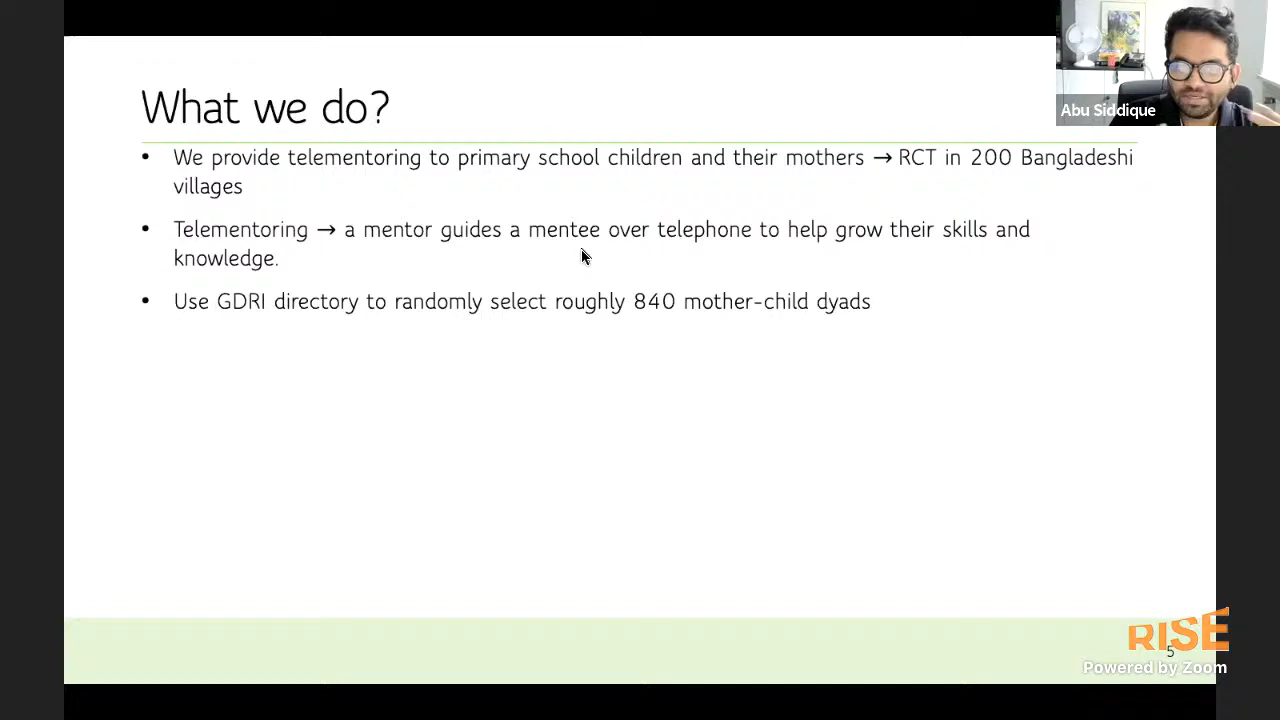 Abu Siddique
What we do?
• We provide telementoring to primary school children and their mothers → RCT in 200 Bangladeshi
villages
• Telementoring → a mentor guides a mentee over telephone to help grow their skills and
knowledge.
• Use GDRI directory to randomly select roughly 840 mother-child dyads
RISE
5
Powered by Zoom